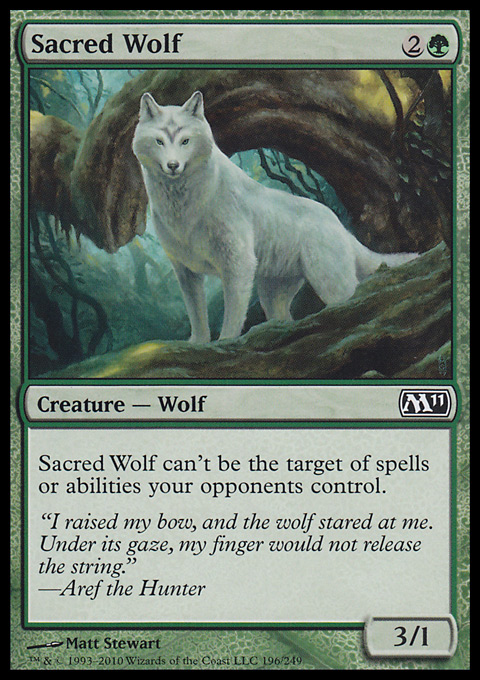 Sacred Wolf 2
Creature — Wolf M11
Sacred Wolf can't be the target of spells
or abilities your opponents control.
"I raised my bow, and the wolf stared at me.
Under its gaze, my finger would not release
the string."
—Aref the Hunter
3/1
Matt Stewart
™ & © 1993–2010 Wizards of the Coast LLC 196/249